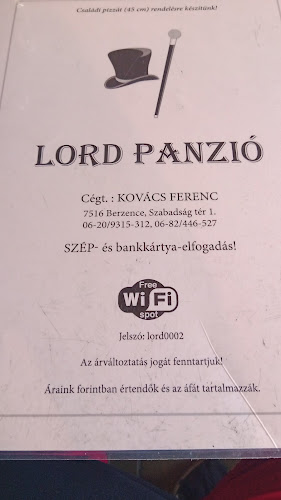 Családi pizzát (45 cm) rendelésre készítünk!
LORD PANZIÓ
Cégt. : KOVÁCS FERENC
7516 Berzence, Szabadság tér 1.
06-20/9315-312, 06-82/446-527
SZÉP- és bankkártya-elfogadás!
Free
Wi Fi
spot
Jelszó: lord0002
Az árváltoztatás jogát fenntartjuk!
Áraink forintban értendők és az áfát tartalmazzák.